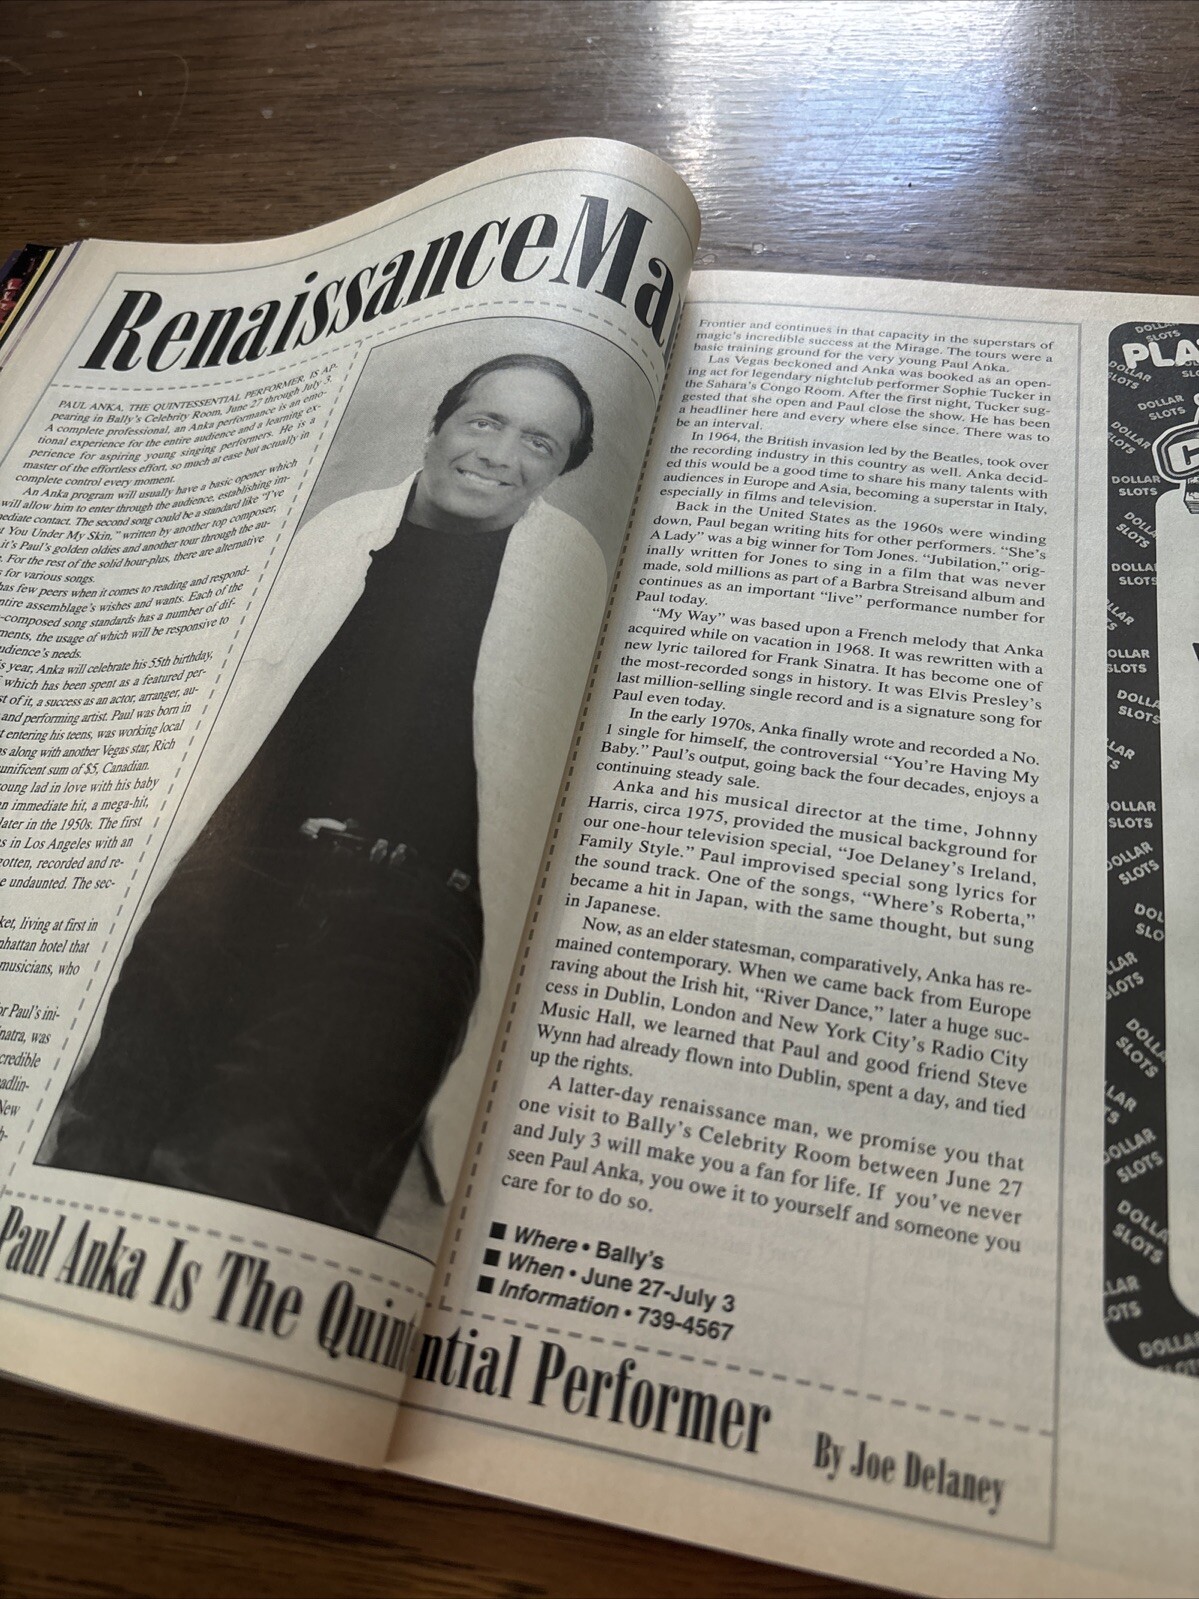 Renaissance Ma
PAUL ANKA, THE QUINTESSENTIAL PERFORMER, IS AP-
pearing in Bally's Celebrity Room, June 27 through July 3.
A complete professional, an Anka performance is an emo-
tional experience for the entire audience and a learning ex-
perience for aspiring young singing performers. He is a
master of the effortless effort, so much at ease but actually in
complete control every moment.
An Anka program will usually have a basic opener which
will allow him to enter through the audience, establishing im-
mediate contact. The second song could be a standard like "I've
t You Under My Skin," written by another top composer,
it's Paul's golden oldies and another tour through the au-
. For the rest of the solid hour-plus, there are alternative
s for various songs.
has few peers when it comes to reading and respond-
ntire assemblage's wishes and wants. Each of the
-composed song standards has a number of dif-
ments, the usage of which will be responsive to
udience's needs.
is year, Anka will celebrate his 55th birthday,
f which has been spent as a featured per-
st of it, a success as an actor, arranger, au-
and performing artist. Paul was born in
t entering his teens, was working local
s along with another Vegas star, Rich
unificent sum of $5, Canadian.
oung lad in love with his baby
n immediate hit, a mega-hit,
later in the 1950s. The first
s in Los Angeles with an
gotten, recorded and re-
e undaunted. The sec-
ket, living at first in
nhattan hotel that
musicians, who
or Paul's ini-
natra, was
credible
adlin-
New
h-
Frontier and continues in that capacity in the superstars of
magic's incredible success at the Mirage. The tours were a
basic training ground for the very young Paul Anka.
Las Vegas beckoned and Anka was booked as an open-
ing act for legendary nightclub performer Sophie Tucker in
the Sahara's Congo Room. After the first night, Tucker sug-
gested that she open and Paul close the show. He has been
a headliner here and every where else since. There was to
be an interval.
In 1964, the British invasion led by the Beatles, took over
the recording industry in this country as well. Anka decid-
ed this would be a good time to share his many talents with
audiences in Europe and Asia, becoming a superstar in Italy,
especially in films and television.
Back in the United States as the 1960s were winding
down, Paul began writing hits for other performers. "She's
A Lady" was a big winner for Tom Jones. "Jubilation," orig-
inally written for Jones to sing in a film that was never
made, sold millions as part of a Barbra Streisand album and
continues as an important "live" performance number for
Paul today.
"My Way" was based upon a French melody that Anka
acquired while on vacation in 1968. It was rewritten with a
new lyric tailored for Frank Sinatra. It has become one of
the most-recorded songs in history. It was Elvis Presley's
last million-selling single record and is a signature song for
Paul even today.
In the early 1970s, Anka finally wrote and recorded a No.
1 single for himself, the controversial "You're Having My
Baby." Paul's output, going back the four decades, enjoys a
continuing steady sale.
Anka and his musical director at the time, Johnny
Harris, circa 1975, provided the musical background for
our one-hour television special, "Joe Delaney's Ireland,
Family Style." Paul improvised special song lyrics for
the sound track. One of the songs, "Where's Roberta,"
became a hit in Japan, with the same thought, but sung
in Japanese.
Now, as an elder statesman, comparatively, Anka has re-
mained contemporary. When we came back from Europe
raving about the Irish hit, "River Dance," later a huge suc-
cess in Dublin, London and New York City's Radio City
Music Hall, we learned that Paul and good friend Steve
Wynn had already flown into Dublin, spent a day, and tied
up the rights.
A latter-day renaissance man, we promise you that
one visit to Bally's Celebrity Room between June 27
and July 3 will make you a fan for life. If you've never
seen Paul Anka, you owe it to yourself and someone you
care for to do so.
■ Where • Bally's
■ When • June 27-July 3
■ Information • 739-4567
Paul Anka Is The Quintential Performer
By Joe Delaney
DOLLAR SLOTS
PLA
DOLLAR
SLOTS
DOLLAR
SLOTS
DOLLAR
SLOTS
DOLLAR
SLOTS
DOLLAR
SLOTS